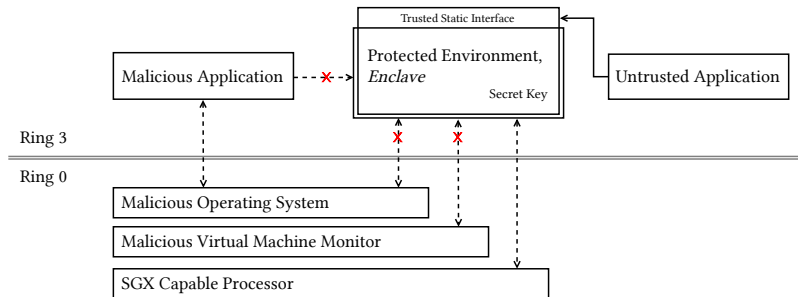 Trusted Static Interface
Protected Environment,
Enclave
Secret Key
Malicious Application
Untrusted Application
Ring 3
Ring 0
Malicious Operating System
Malicious Virtual Machine Monitor
SGX Capable Processor